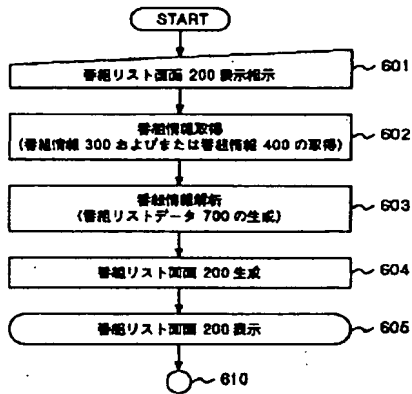 START
番組リスト画面 200 表示指示
601
番組情報取得
(番組情報 300 およびまたは番組情報 400 の取得)
602
番組情報解析
(番組リストデータ 700 の生成)
603
番組リスト画面 200 生成
604
番組リスト画面 200 表示
605
610